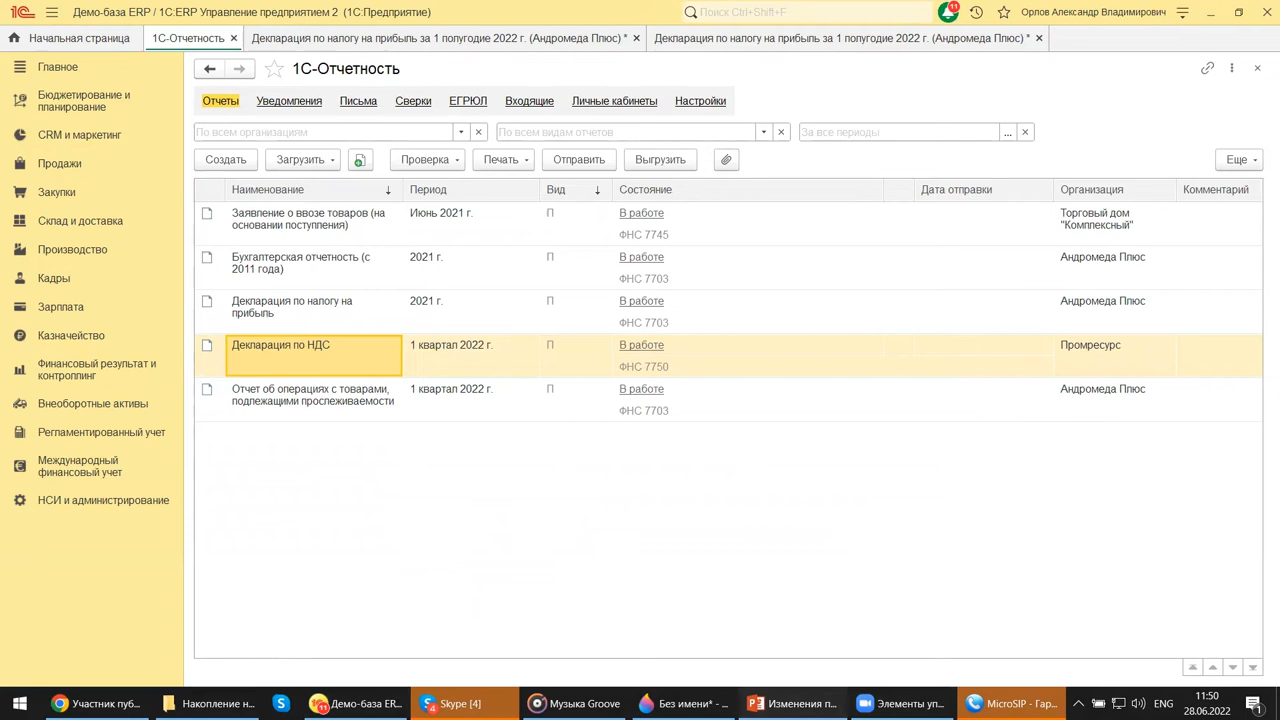 Демо-база ERP / 1С:ERP Управление предприятием 2 (1С:Предприятие)
Поиск Ctrl+Shift+F
11
Орлов Александр Владимирович
Начальная страница
1С-Отчетность
Декларация по налогу на прибыль за 1 полугодие 2022 г. (Андромеда Плюс) *
Декларация по налогу на прибыль за 1 полугодие 2022 г. (Андромеда Плюс) *
Главное
Бюджетирование и
планирование
CRM и маркетинг
Продажи
Закупки
Склад и доставка
Производство
Кадры
Зарплата
Казначейство
Финансовый результат и
контроллинг
Внеоборотные активы
Регламентированный учет
Международный
финансовый учет
НСИ и администрирование
1С-Отчетность
Отчеты Уведомления Письма Сверки ЕГРЮЛ Входящие Личные кабинеты Настройки
По всем организациям По всем видам отчетов За все периоды ...
Создать Загрузить Проверка Печать Отправить Выгрузить Еще
Наименование Период Вид Состояние Дата отправки Организация Комментарий
Заявление о ввозе товаров (на
основании поступления)
Июнь 2021 г. П В работе
ФНС 7745
Торговый дом
"Комплексный"
Бухгалтерская отчетность (с
2011 года)
2021 г. П В работе
ФНС 7703
Андромеда Плюс
Декларация по налогу на
прибыль
2021 г. П В работе
ФНС 7703
Андромеда Плюс
Декларация по НДС
1 квартал 2022 г. П В работе
ФНС 7750
Промресурс
Отчет об операциях с товарами,
подлежащими прослеживаемости
1 квартал 2022 г. П В работе
ФНС 7703
Андромеда Плюс
Участник пуб...
Накопление н...
11
Демо-база ER...
4
Skype [4]
Музыка Groove
Без имени* - ...
Изменения п...
Элементы уп...
MicroSIP - Гар...
ENG
11:50
28.06.2022
1